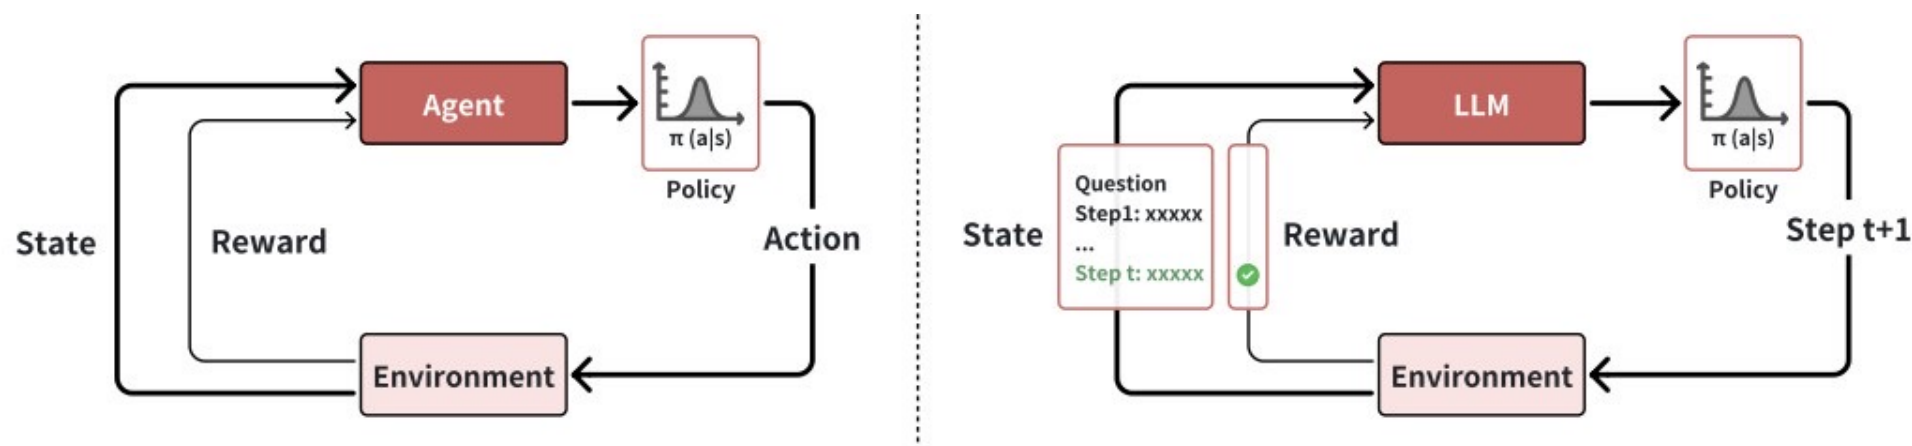 Agent
π (a|s)
Policy
State
Reward
Action
Environment
LLM
π (a|s)
Policy
Question
Step1: xxxxx
...
Step t: xxxxx
State
Reward
Step t+1
Environment